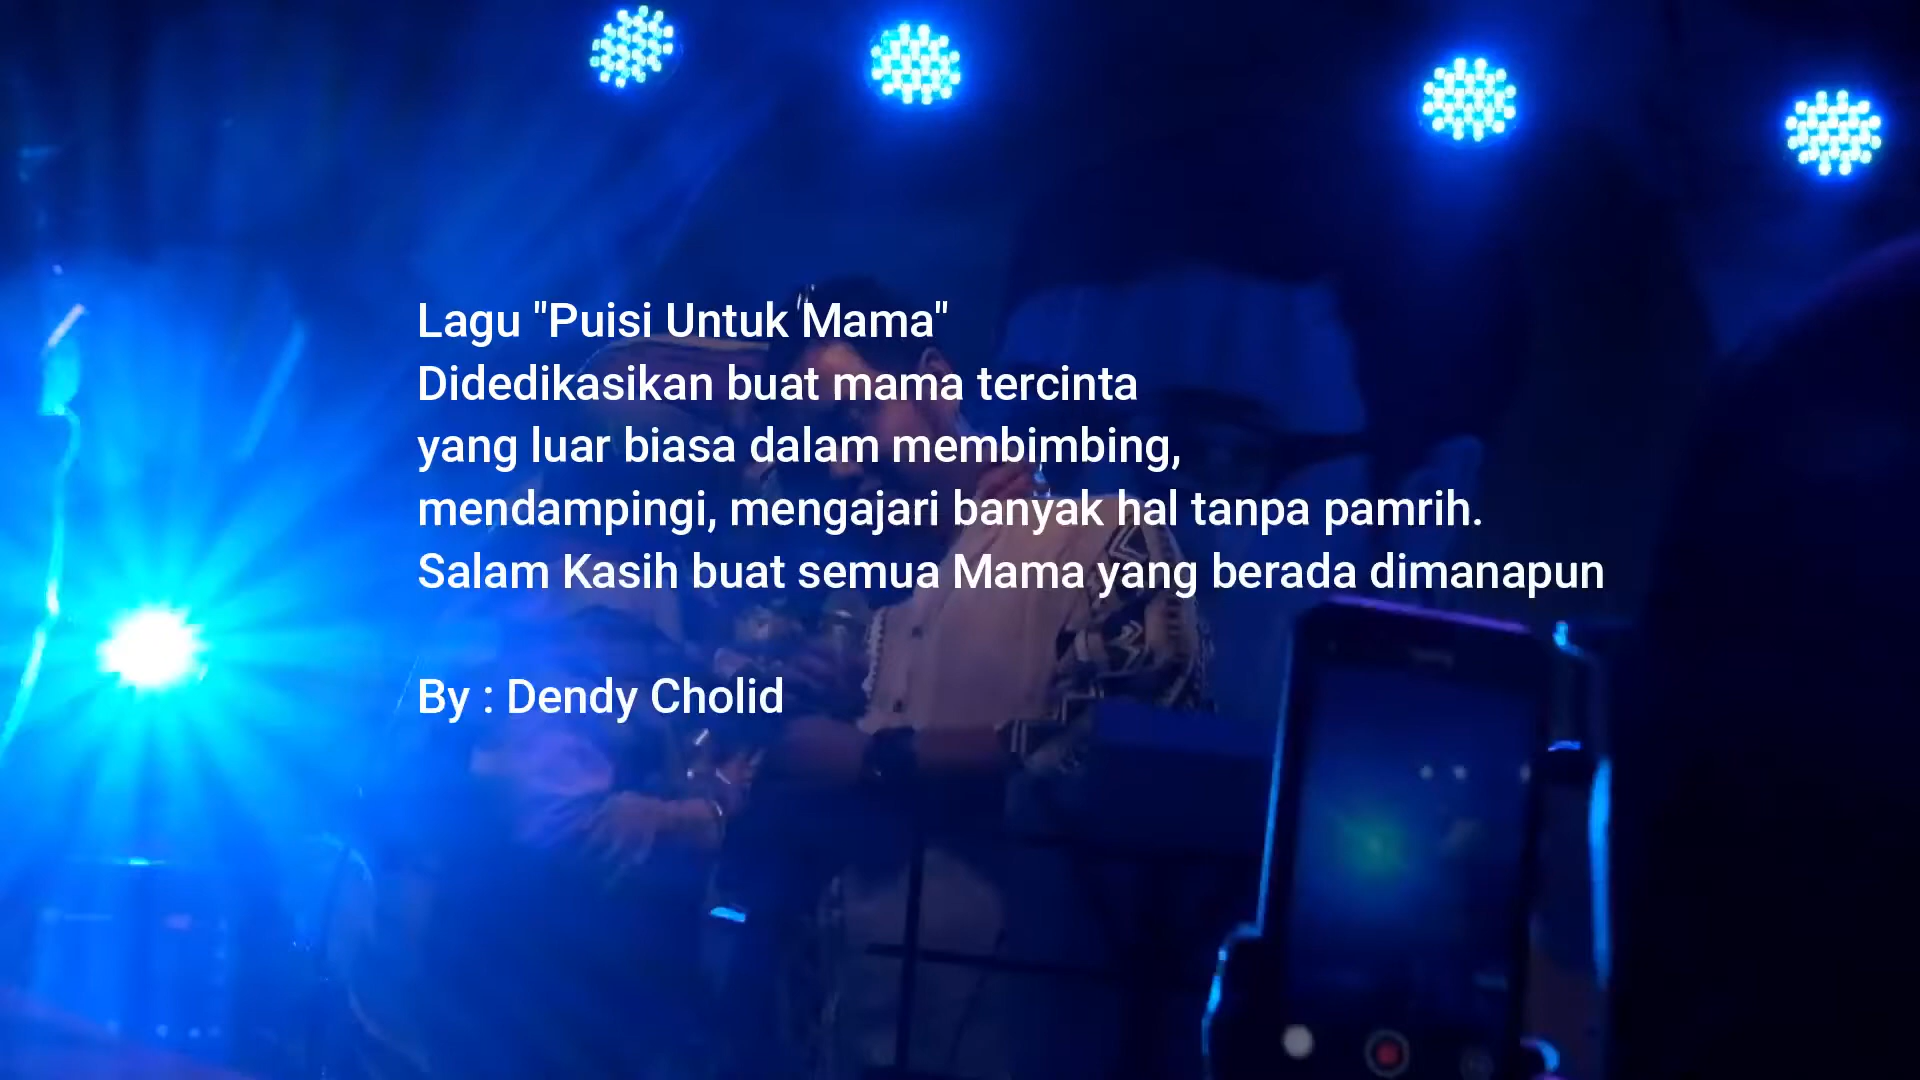 Lagu "Puisi Untuk Mama"
Didedikasikan buat mama tercinta
yang luar biasa dalam membimbing,
mendampingi, mengajari banyak hal tanpa pamrih.
Salam Kasih buat semua Mama yang berada dimanapun
By : Dendy Cholid